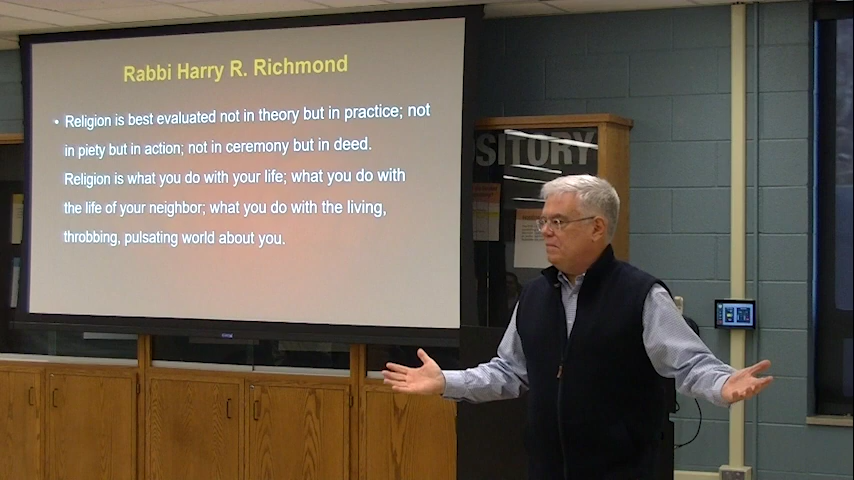 Rabbi Harry R. Richmond
• Religion is best evaluated not in theory but in practice; not
in piety but in action; not in ceremony but in deed.
Religion is what you do with your life; what you do with
the life of your neighbor; what you do with the living,
throbbing, pulsating world about you.
SITORY